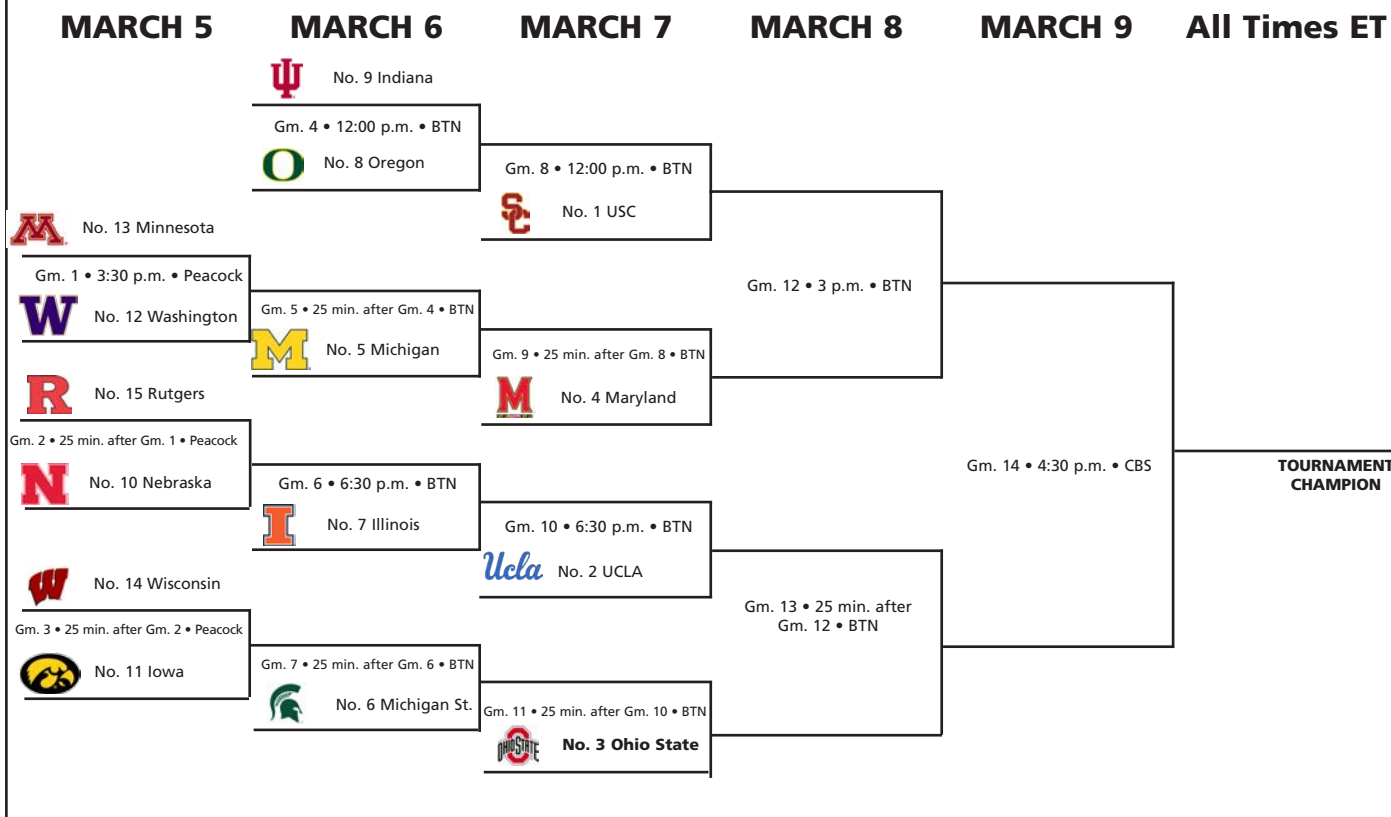 MARCH 5
MARCH 6
MARCH 7
MARCH 8
MARCH 9
All Times ET
No. 9 Indiana
Gm. 4 • 12:00 p.m. • BTN
O
No. 8 Oregon
Gm. 8 • 12:00 p.m. • BTN
SC
No. 1 USC
M
No. 13 Minnesota
Gm. 1 • 3:30 p.m. • Peacock
W
No. 12 Washington
Gm. 5 • 25 min. after Gm. 4 • BTN
M
No. 5 Michigan
Gm. 12 • 3 p.m. • BTN
Gm. 9 • 25 min. after Gm. 8 • BTN
M
No. 4 Maryland
R
No. 15 Rutgers
Gm. 2 • 25 min. after Gm. 1 • Peacock
N
No. 10 Nebraska
Gm. 6 • 6:30 p.m. • BTN
I
No. 7 Illinois
Gm. 14 • 4:30 p.m. • CBS
TOURNAMENT
CHAMPION
Gm. 10 • 6:30 p.m. • BTN
Ucla
No. 2 UCLA
W
No. 14 Wisconsin
Gm. 3 • 25 min. after Gm. 2 • Peacock
No. 11 Iowa
Gm. 13 • 25 min. after
Gm. 12 • BTN
Gm. 7 • 25 min. after Gm. 6 • BTN
No. 6 Michigan St.
Gm. 11 • 25 min. after Gm. 10 • BTN
OHIO STATE
No. 3 Ohio State